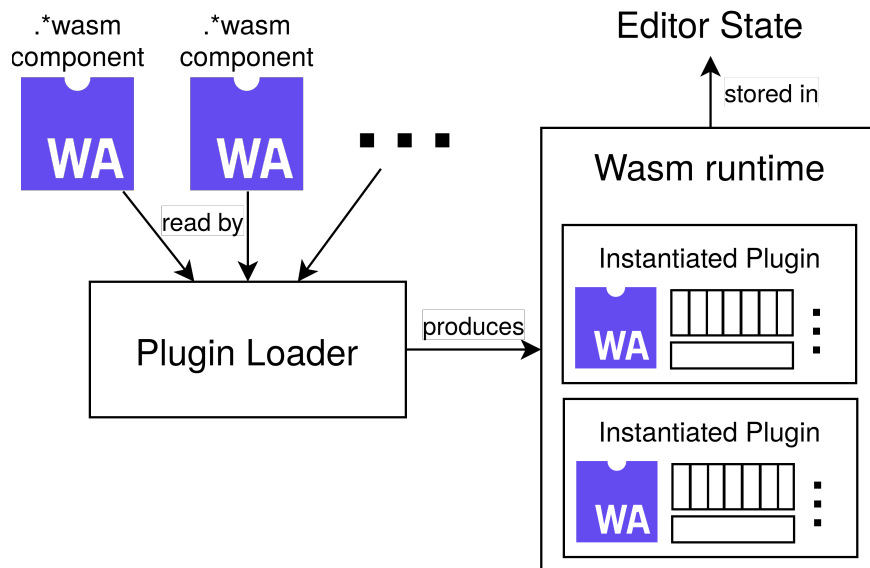 .*wasm
component
.*wasm
component
WA
WA
read by
Plugin Loader
produces
Editor State
stored in
Wasm runtime
Instantiated Plugin
WA
Instantiated Plugin
WA